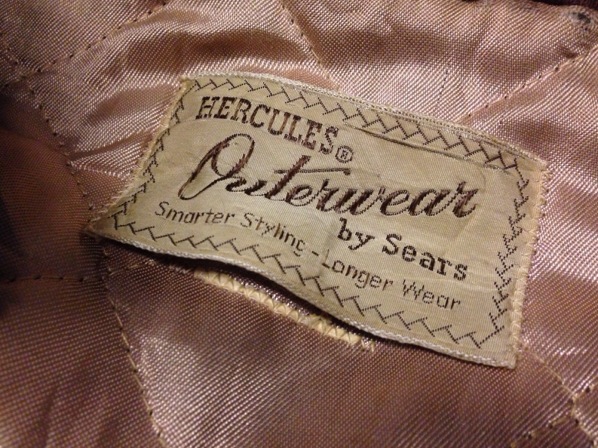 HERCULES®
Outerwear
by Sears
Smarter Styling - Longer Wear